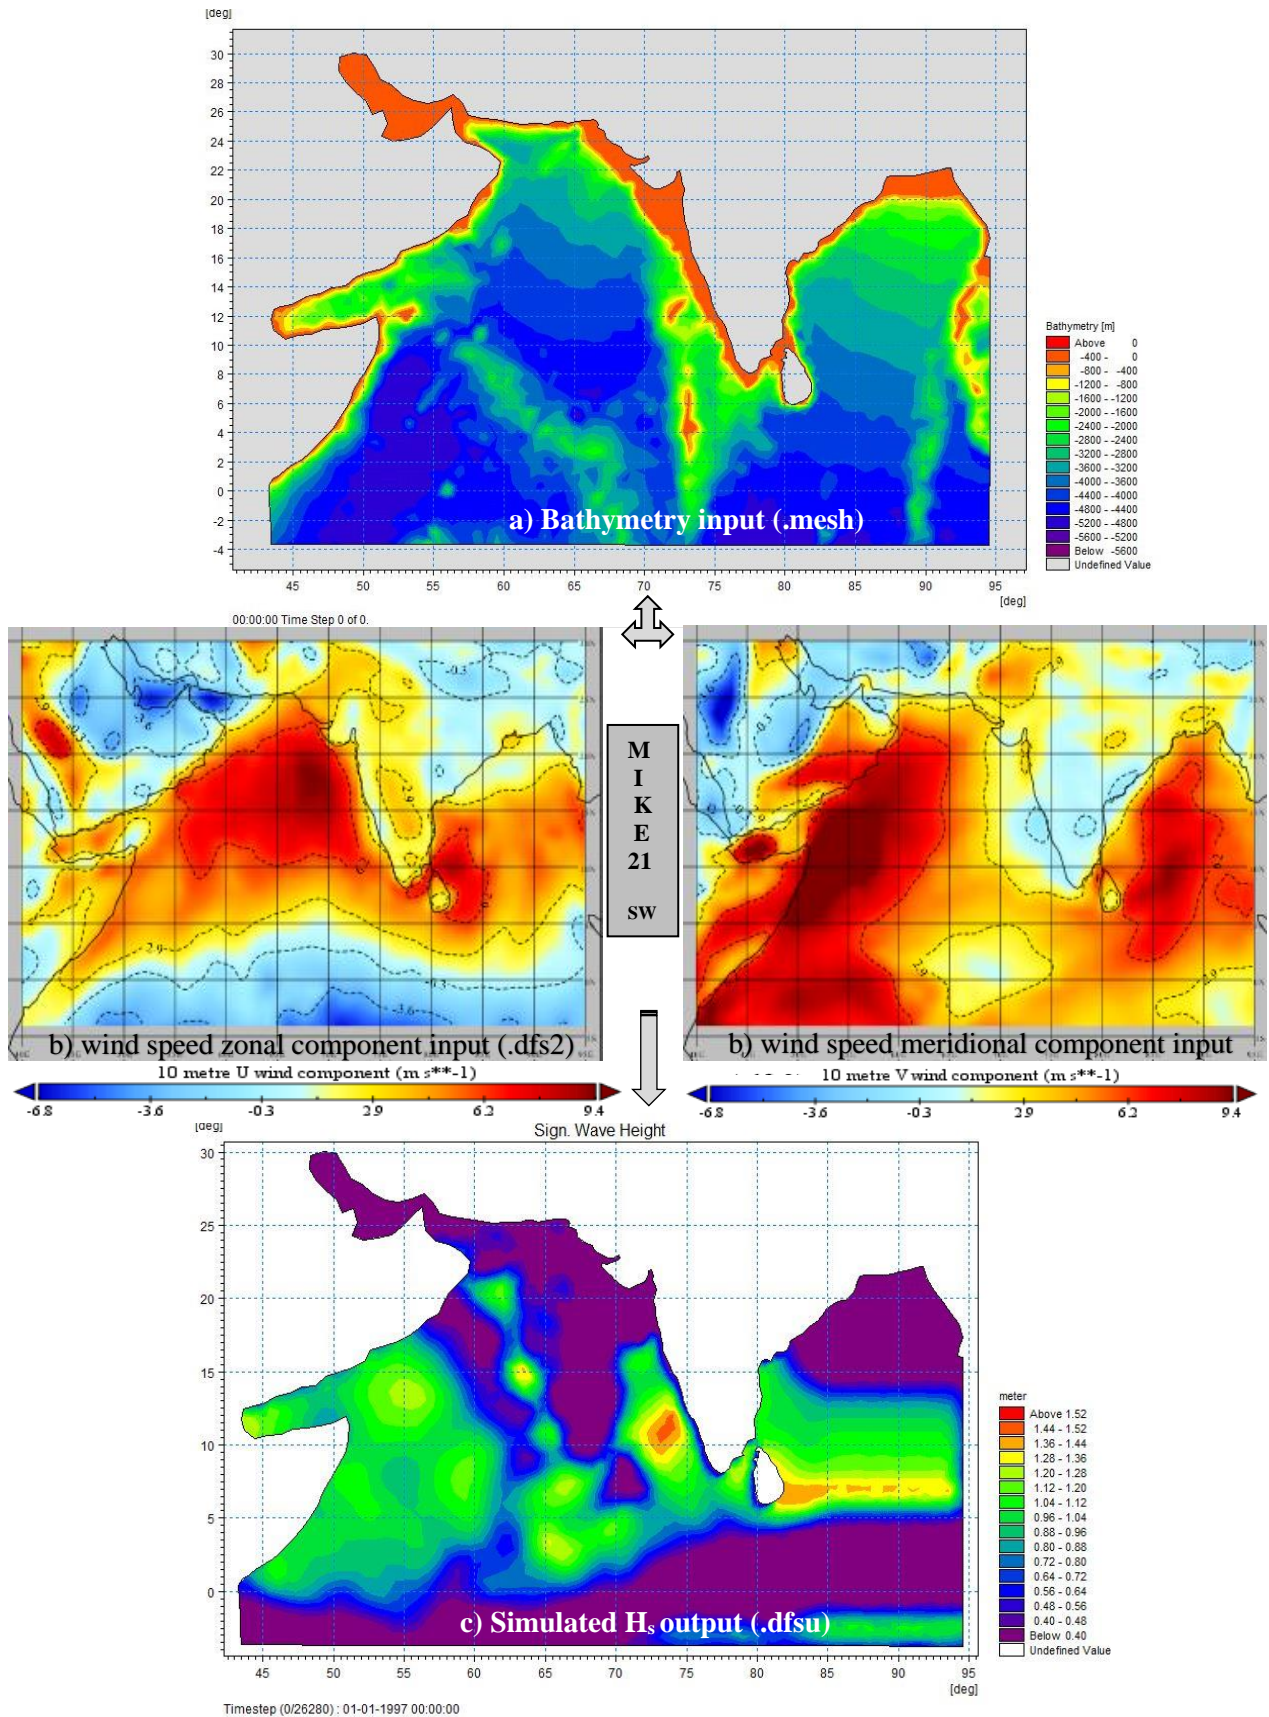 [deg]
30
28
26
24
22
20
18
16
14
12
10
8
6
4
2
0
-2
-4
45 50 55 60 65 70 75 80 85 90 95
[deg]
a) Bathymetry input (.mesh)
Bathymetry [m]
Above 0
-400 - 0
-800 - -400
-1200 - -800
-1600 - -1200
-2000 - -1600
-2400 - -2000
-2800 - -2400
-3200 - -2800
-3600 - -3200
-4000 - -3600
-4400 - -4000
-4800 - -4400
-5200 - -4800
-5600 - -5200
Below -5600
Undefined Value
00:00:00 Time Step 0 of 0.
M
I
K
E
21
SW
b) wind speed zonal component input (.dfs2)
10 metre U wind component (m s**-1)
-6.8 -3.6 -0.3 2.9 6.2 9.4
b) wind speed meridional component input
10 metre V wind component (m s**-1)
-6.8 -3.6 -0.3 2.9 6.2 9.4
Sign. Wave Height
[deg]
30
25
20
15
10
5
0
45 50 55 60 65 70 75 80 85 90 95
[deg]
c) Simulated Hs output (.dfsu)
meter
Above 1.52
1.44 - 1.52
1.36 - 1.44
1.28 - 1.36
1.20 - 1.28
1.12 - 1.20
1.04 - 1.12
0.96 - 1.04
0.88 - 0.96
0.80 - 0.88
0.72 - 0.80
0.64 - 0.72
0.56 - 0.64
0.48 - 0.56
0.40 - 0.48
Below 0.40
Undefined Value
Timestep (0/26280) : 01-01-1997 00:00:00